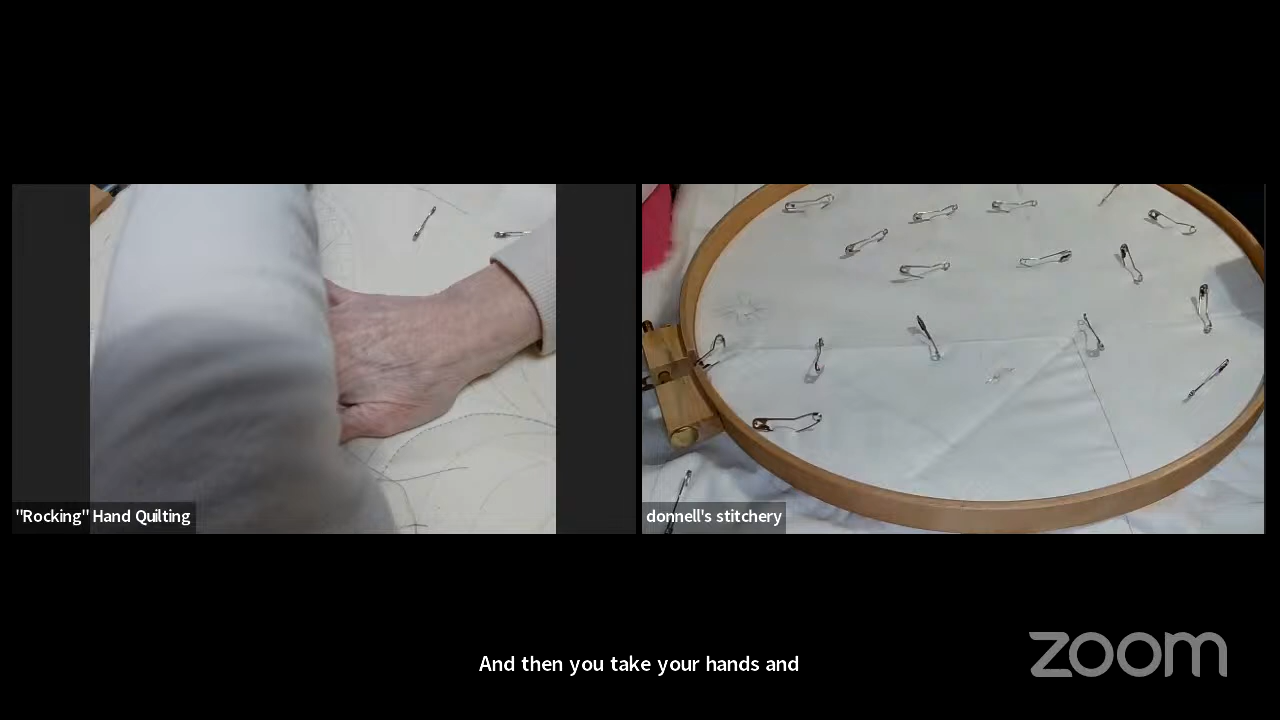 "Rocking" Hand Quilting
donnell's stitchery
And then you take your hands and
zoom